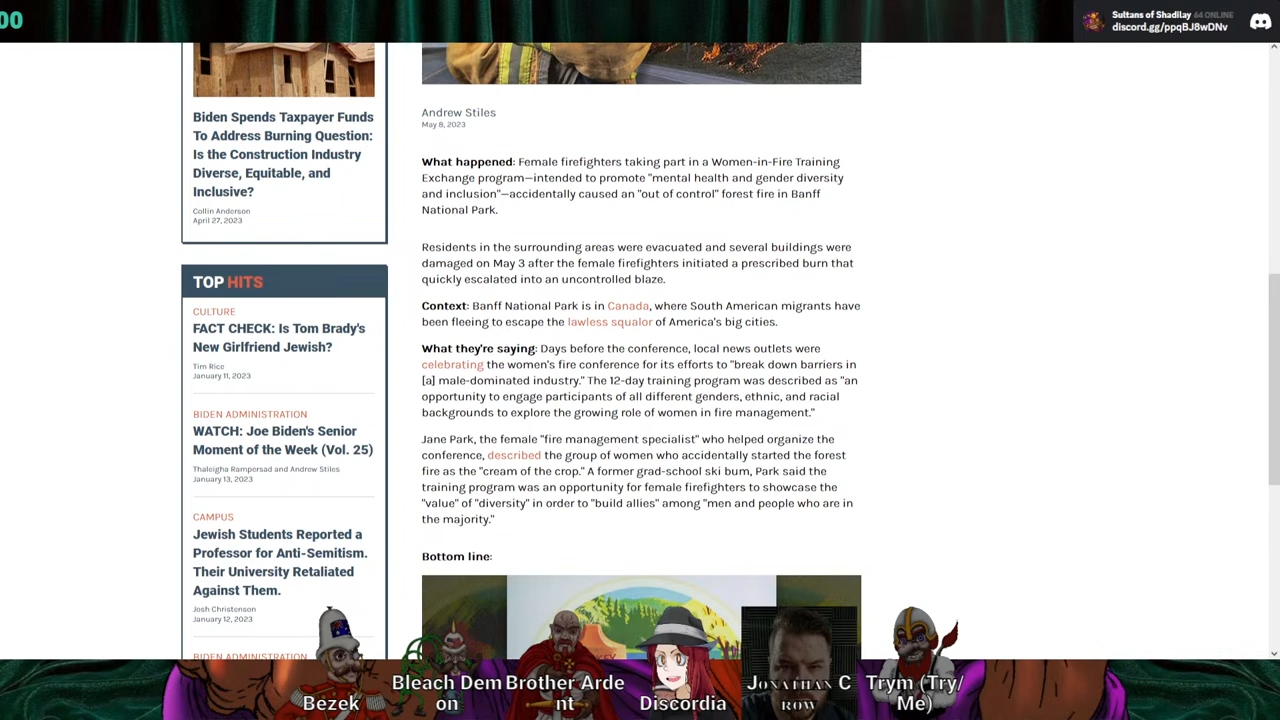 00
Sultans of Shadilay 64 ONLINE
discord.gg/ppqBJ8wDNv
Biden Spends Taxpayer Funds
To Address Burning Question:
Is the Construction Industry
Diverse, Equitable, and
Inclusive?
Collin Anderson
April 27, 2023
TOP HITS
CULTURE
FACT CHECK: Is Tom Brady's
New Girlfriend Jewish?
Tim Rice
January 11, 2023
BIDEN ADMINISTRATION
WATCH: Joe Biden's Senior
Moment of the Week (Vol. 25)
Thaleigha Rampersad and Andrew Stiles
January 13, 2023
CAMPUS
Jewish Students Reported a
Professor for Anti-Semitism.
Their University Retaliated
Against Them.
Josh Christenson
January 12, 2023
BIDEN ADMINISTRATION
Andrew Stiles
May 8, 2023
What happened: Female firefighters taking part in a Women-in-Fire Training
Exchange program—intended to promote "mental health and gender diversity
and inclusion"—accidentally caused an "out of control" forest fire in Banff
National Park.
Residents in the surrounding areas were evacuated and several buildings were
damaged on May 3 after the female firefighters initiated a prescribed burn that
quickly escalated into an uncontrolled blaze.
Context: Banff National Park is in Canada, where South American migrants have
been fleeing to escape the lawless squalor of America's big cities.
What they're saying: Days before the conference, local news outlets were
celebrating the women's fire conference for its efforts to "break down barriers in
[a] male-dominated industry." The 12-day training program was described as "an
opportunity to engage participants of all different genders, ethnic, and racial
backgrounds to explore the growing role of women in fire management."
Jane Park, the female "fire management specialist" who helped organize the
conference, described the group of women who accidentally started the forest
fire as the "cream of the crop." A former grad-school ski bum, Park said the
training program was an opportunity for female firefighters to showcase the
"value" of "diversity" in order to "build allies" among "men and people who are in
the majority."
Bottom line:
Bezek
Bleach Dem
on
Brother Arde
nt
Discordia
Jonathan C
row
Trym (Try/
Me)